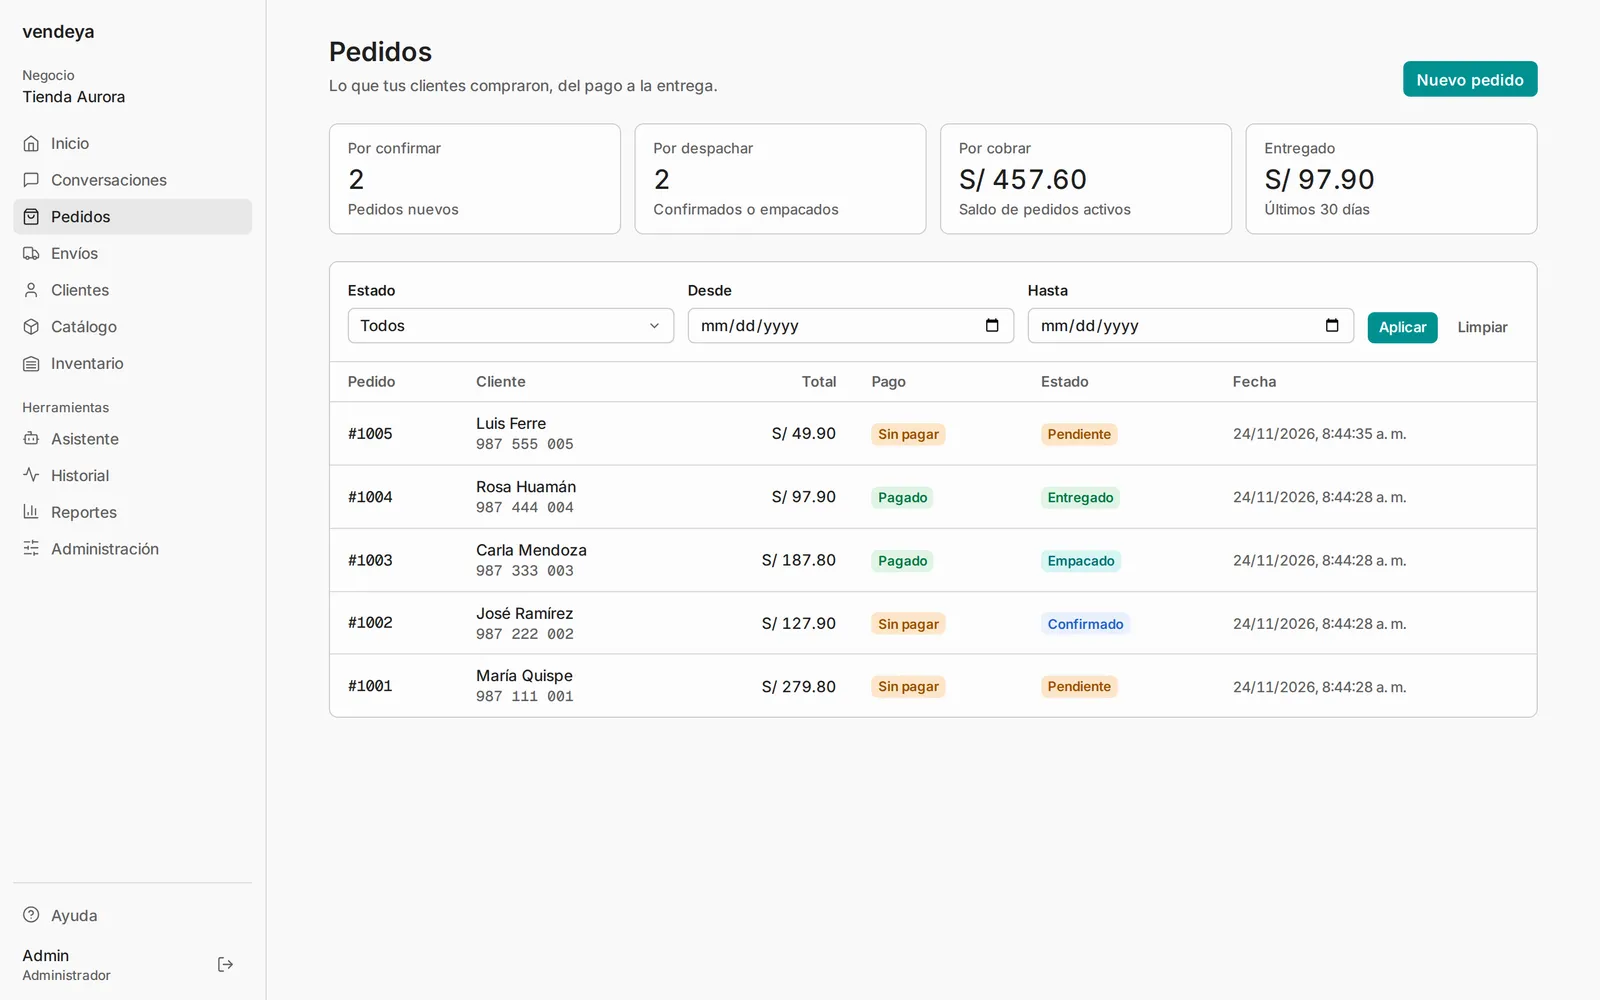 vendeya
Negocio
Tienda Aurora
Inicio
Conversaciones
Pedidos
Envíos
Clientes
Catálogo
Inventario
Herramientas
Asistente
Historial
Reportes
Administración
Ayuda
Admin
Administrador
Pedidos
Lo que tus clientes compraron, del pago a la entrega.
Nuevo pedido
Por confirmar
2
Pedidos nuevos
Por despachar
2
Confirmados o empacados
Por cobrar
S/ 457.60
Saldo de pedidos activos
Entregado
S/ 97.90
Últimos 30 días
Estado Desde Hasta
Todos mm/dd/yyyy mm/dd/yyyy Aplicar Limpiar
Pedido Cliente Total Pago Estado Fecha
#1005 Luis Ferre S/ 49.90 Sin pagar Pendiente 24/11/2026, 8:44:35 a. m.
987 555 005
#1004 Rosa Huamán S/ 97.90 Pagado Entregado 24/11/2026, 8:44:28 a. m.
987 444 004
#1003 Carla Mendoza S/ 187.80 Pagado Empacado 24/11/2026, 8:44:28 a. m.
987 333 003
#1002 José Ramírez S/ 127.90 Sin pagar Confirmado 24/11/2026, 8:44:28 a. m.
987 222 002
#1001 María Quispe S/ 279.80 Sin pagar Pendiente 24/11/2026, 8:44:28 a. m.
987 111 001